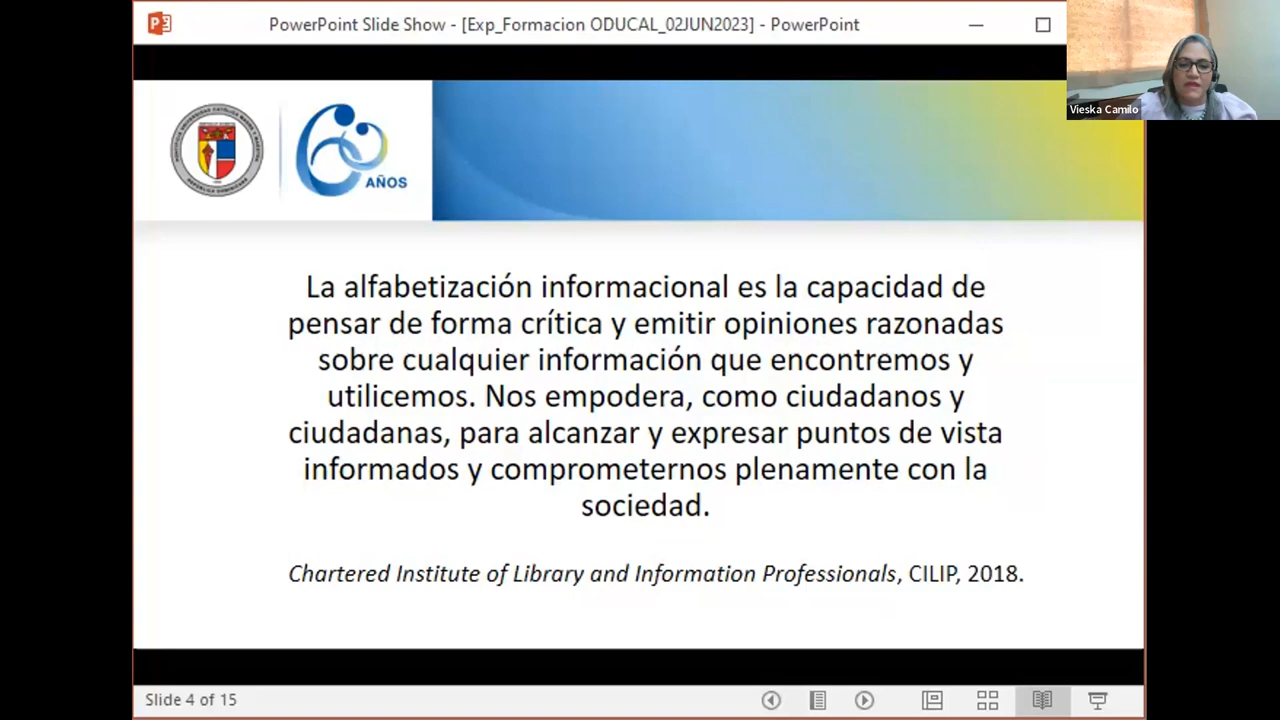 PowerPoint Slide Show - [Exp_Formacion ODUCAL_02JUN2023] - PowerPoint
Vieska Camilo
AÑOS
La alfabetización informacional es la capacidad de
pensar de forma crítica y emitir opiniones razonadas
sobre cualquier información que encontremos y
utilicemos. Nos empodera, como ciudadanos y
ciudadanas, para alcanzar y expresar puntos de vista
informados y comprometernos plenamente con la
sociedad.
Chartered Institute of Library and Information Professionals, CILIP, 2018.
Slide 4 of 15